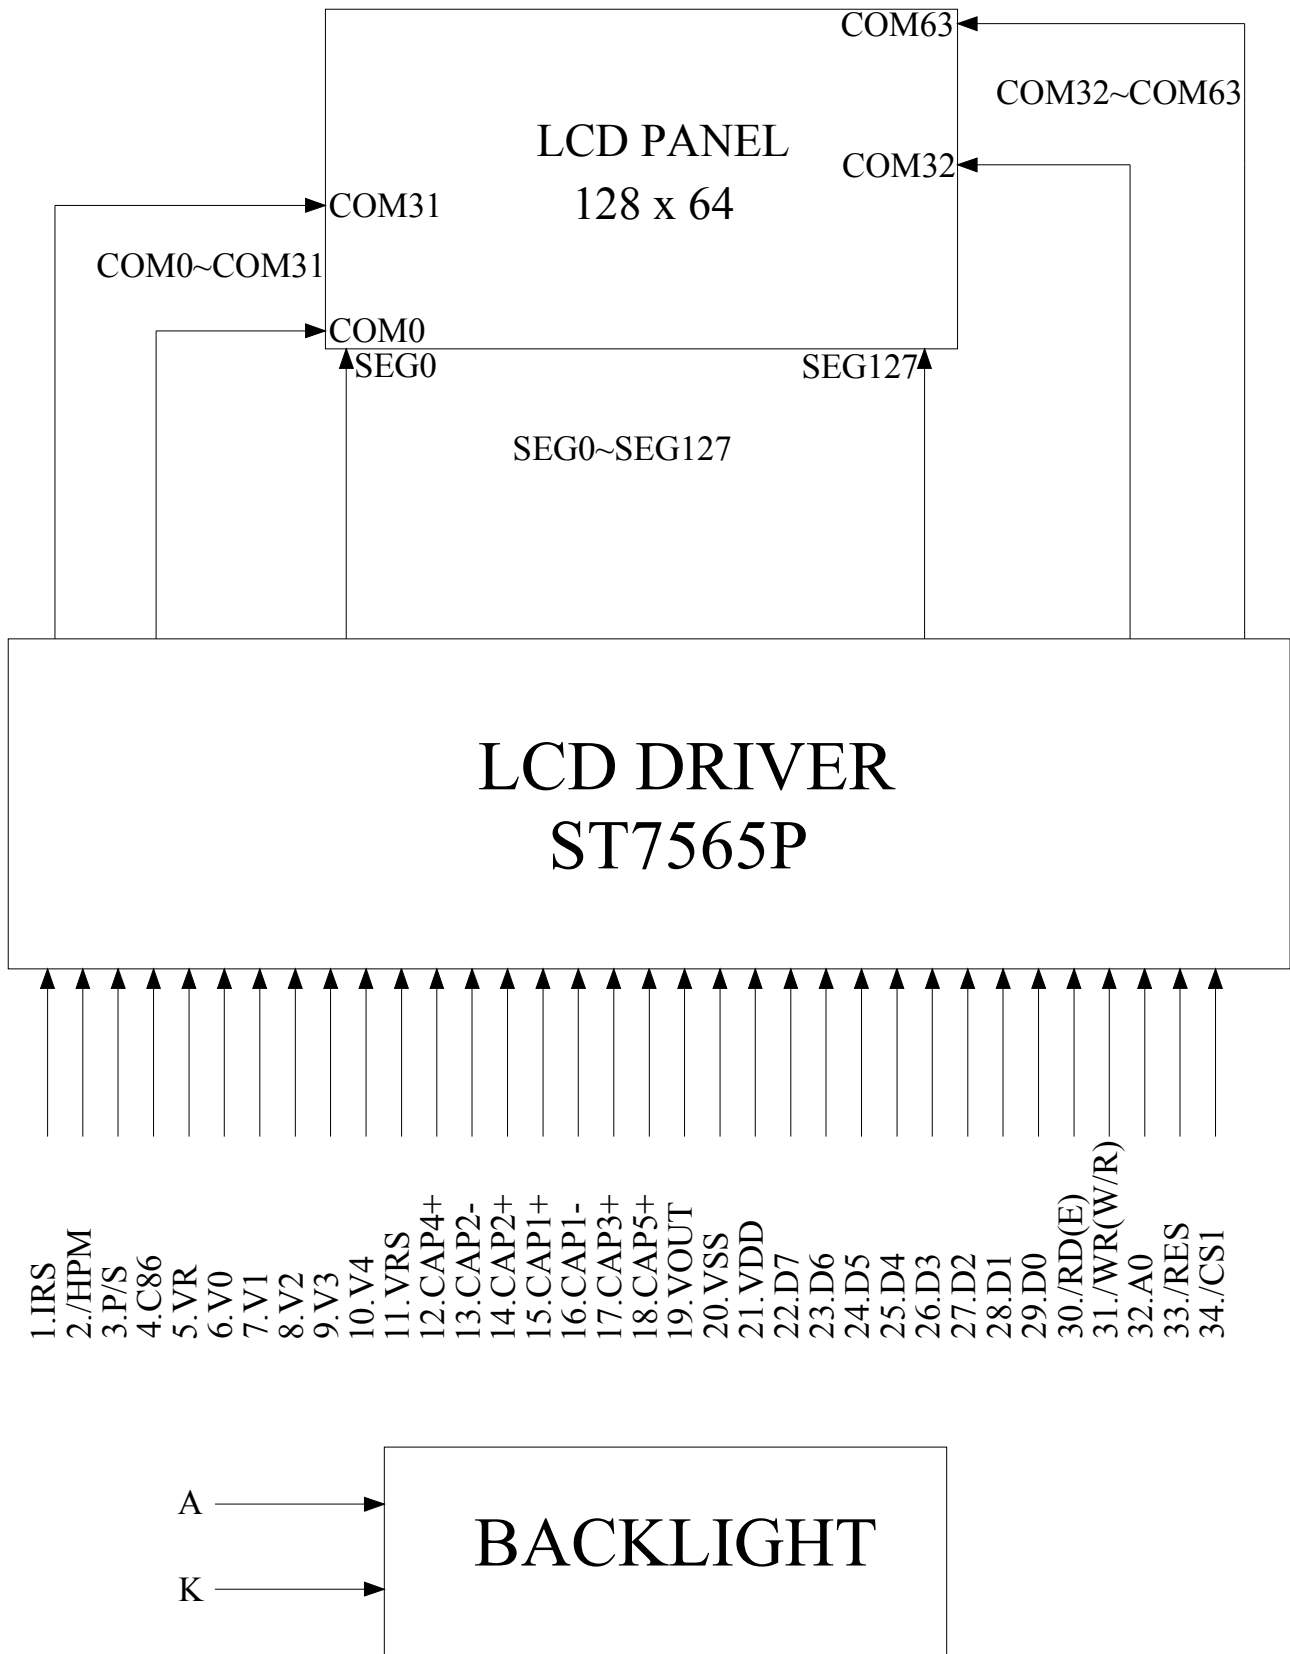 COM63
COM32~COM63
LCD PANEL
COM32
128 x 64
COM31
COM0~COM31
COM0
SEG0
SEG127
SEG0~SEG127
LCD DRIVER
ST7565P
1.IRS
2./HPM
3.P/S
4.C86
5.VR
6.V0
7.V1
8.V2
9.V3
10.V4
11.VRS
12.CAP4+
13.CAP2-
14.CAP2+
15.CAP1+
16.CAP1-
17.CAP3+
18.CAP5+
19.VOUT
20.VSS
21.VDD
22.D7
23.D6
24.D5
25.D4
26.D3
27.D2
28.D1
29.D0
30./RD(E)
31./WR(W/R)
32.A0
33./RES
34./CS1
A
BACKLIGHT
K